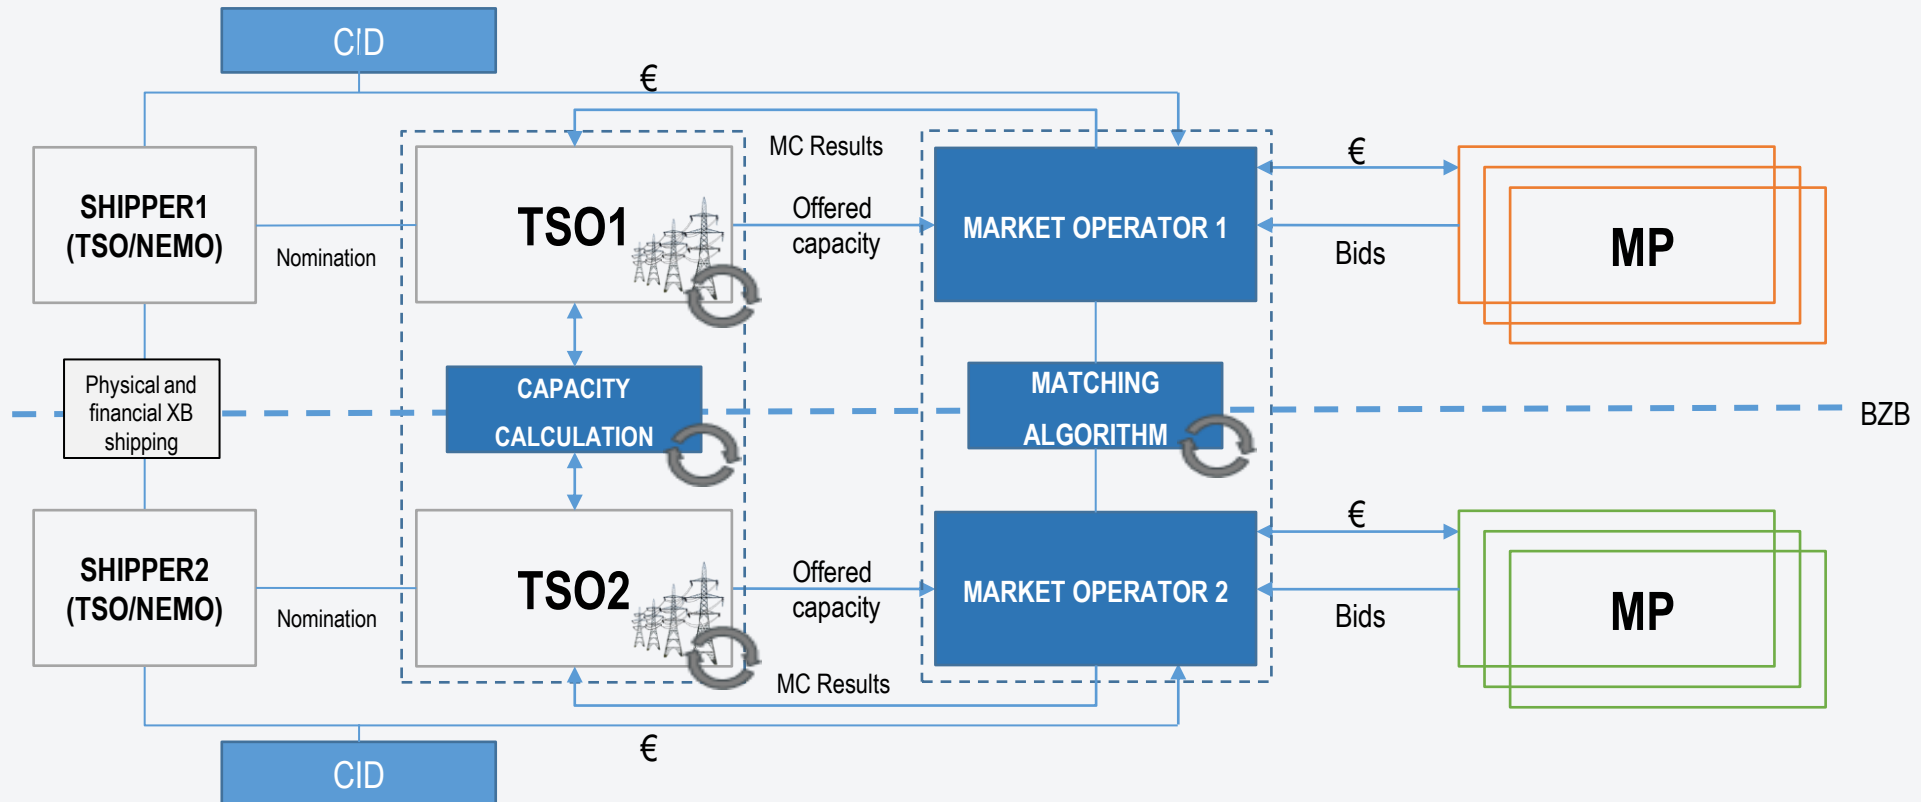 CID
€
MC Results
SHIPPER1
(TSO/NEMO)
Nomination
TSO1
Offered
capacity
MARKET OPERATOR 1
€
Bids
MP
Physical and
financial XB
shipping
CAPACITY
CALCULATION
MATCHING
ALGORITHM
BZB
SHIPPER2
(TSO/NEMO)
Nomination
TSO2
Offered
capacity
MARKET OPERATOR 2
€
Bids
MP
MC Results
€
CID